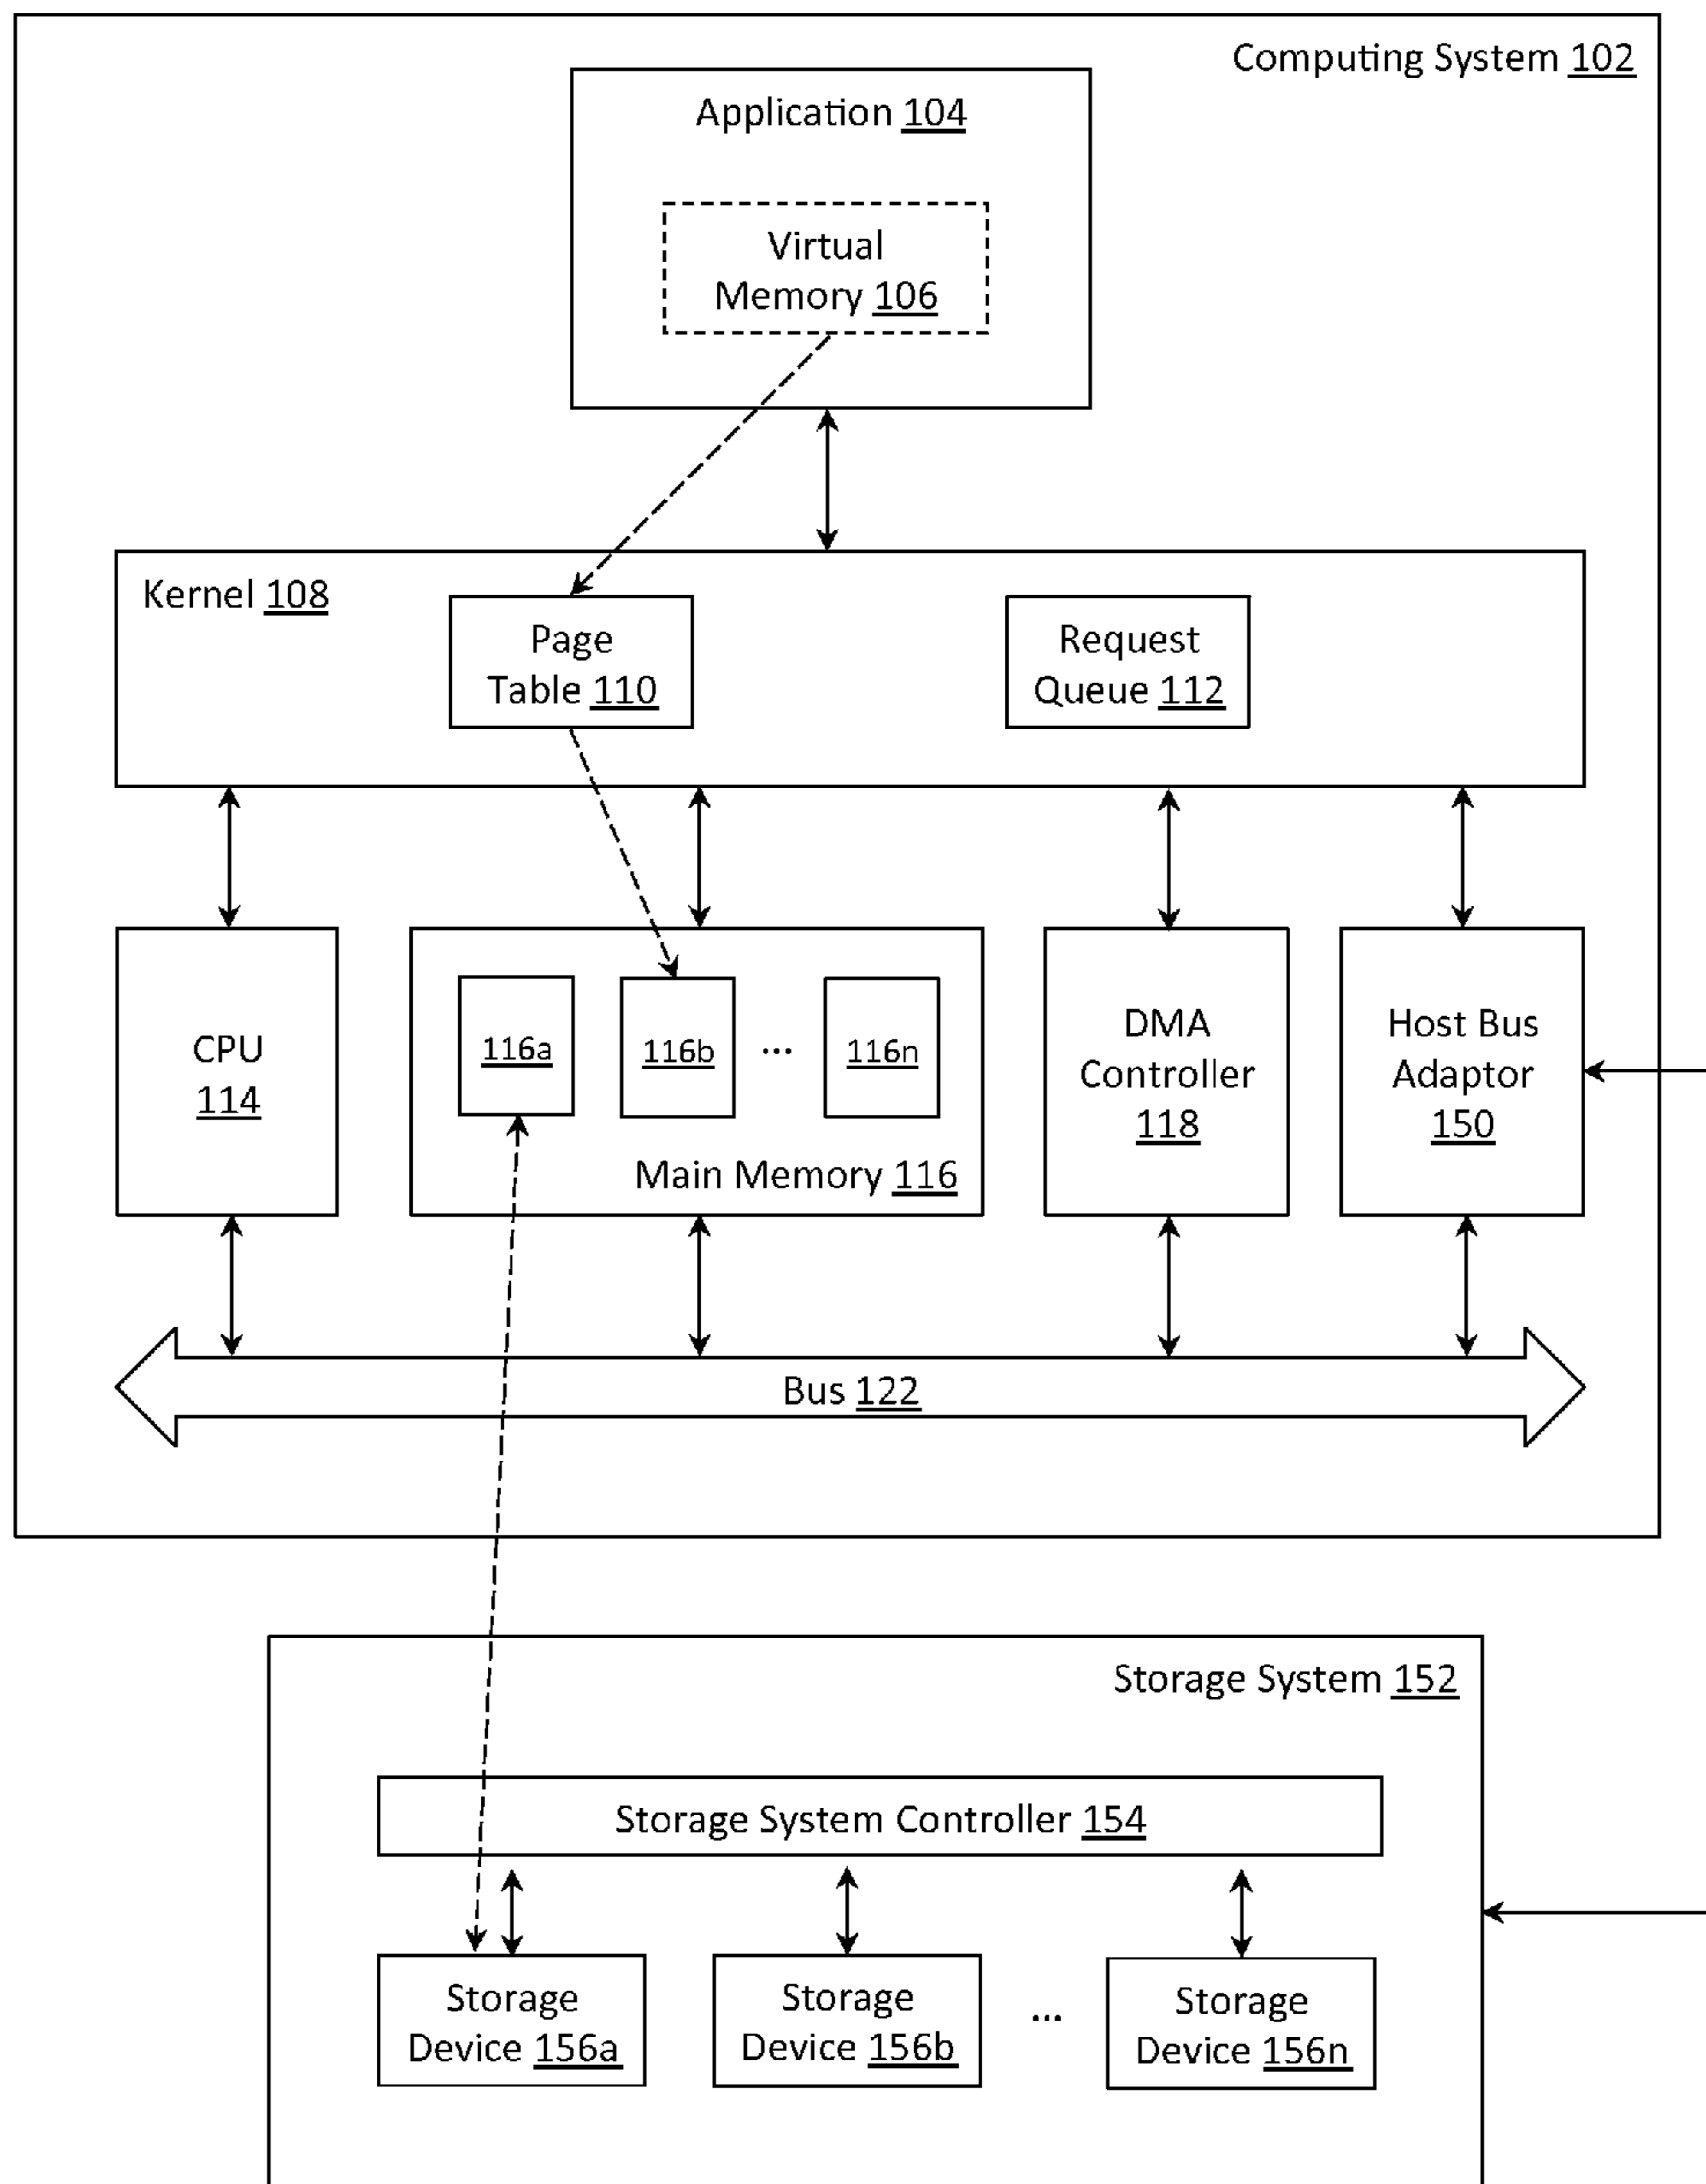 Computing System 102
Application 104
Virtual
Memory 106
Kernel 108
Page
Table 110
Request
Queue 112
CPU
114
116a
116b
...
116n
Main Memory 116
DMA
Controller
118
Host Bus
Adaptor
150
Bus 122
Storage System 152
Storage System Controller 154
Storage
Device 156a
Storage
Device 156b
...
Storage
Device 156n